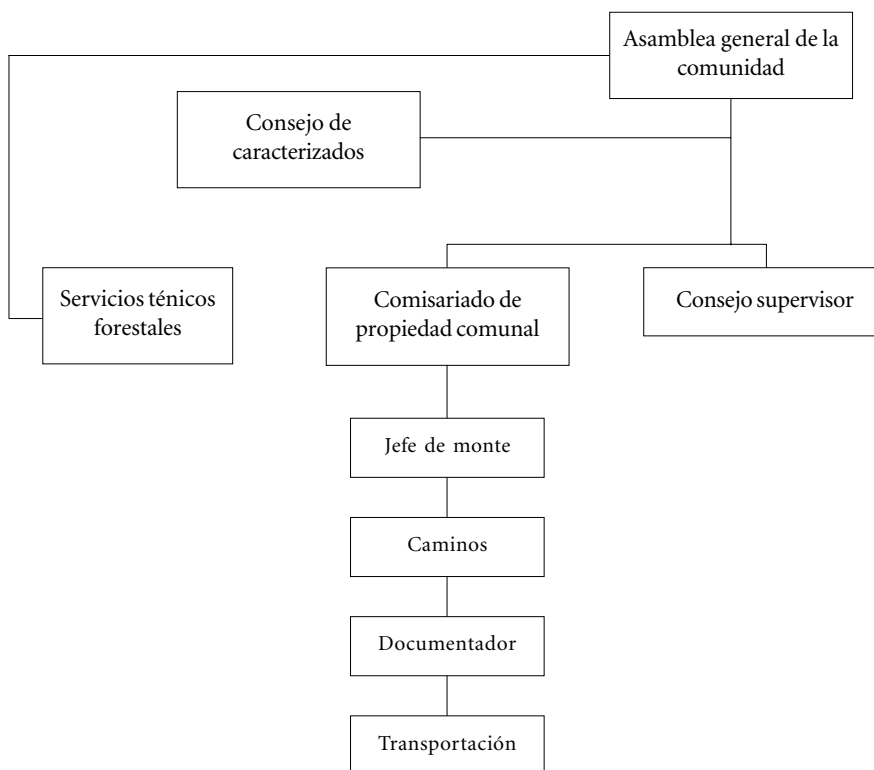 Asamblea general de la
comunidad
Consejo de
caracterizados
Servicios ténicos
forestales
Comisariado de
propiedad comunal
Consejo supervisor
Jefe de monte
Caminos
Documentador
Transportación